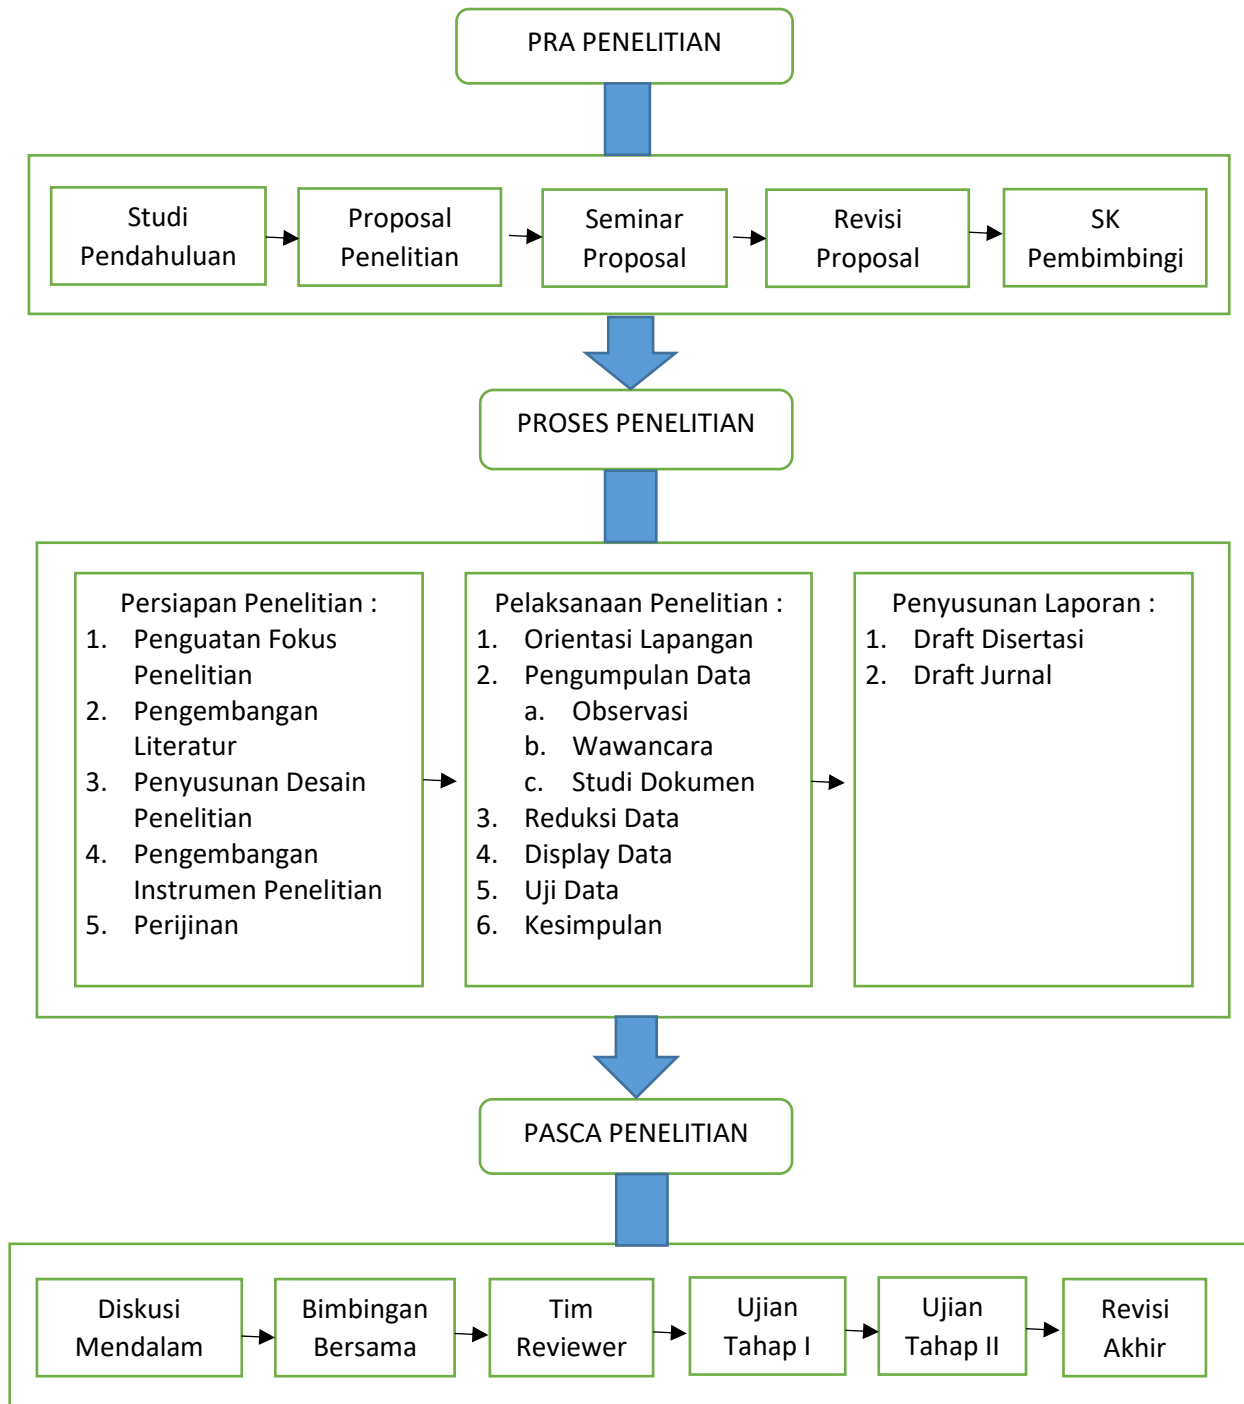 PRA PENELITIAN
Studi
Pendahuluan
Proposal
Penelitian
Seminar
Proposal
Revisi
Proposal
SK
Pembimbingi
PROSES PENELITIAN
Persiapan Penelitian :
1. Penguatan Fokus
Penelitian
2. Pengembangan
Literatur
3. Penyusunan Desain
Penelitian
4. Pengembangan
Instrumen Penelitian
5. Perijinan
Pelaksanaan Penelitian :
1. Orientasi Lapangan
2. Pengumpulan Data
a. Observasi
b. Wawancara
c. Studi Dokumen
3. Reduksi Data
4. Display Data
5. Uji Data
6. Kesimpulan
Penyusunan Laporan :
1. Draft Disertasi
2. Draft Jurnal
PASCA PENELITIAN
Diskusi
Mendalam
Bimbingan
Bersama
Tim
Reviewer
Ujian
Tahap I
Ujian
Tahap II
Revisi
Akhir